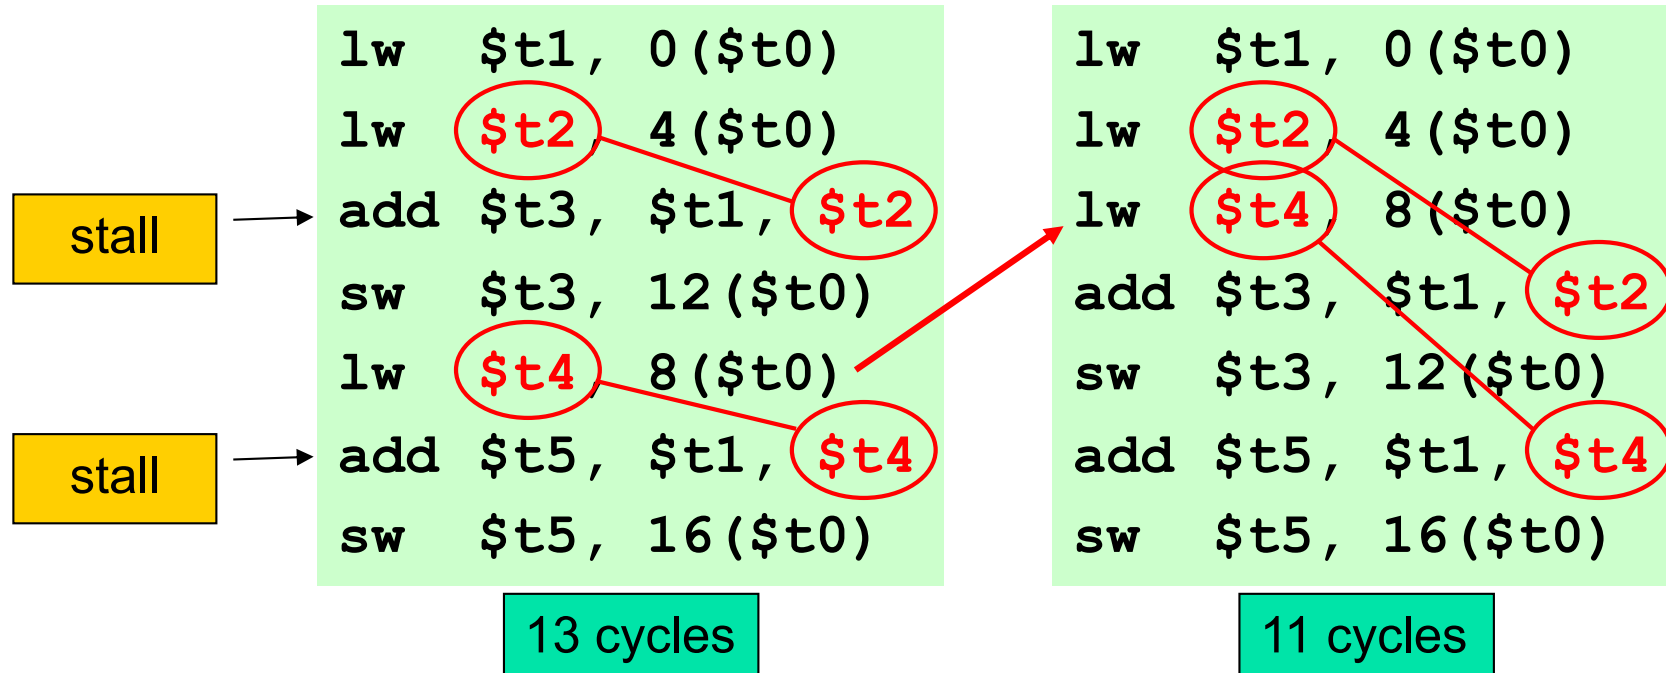 lw $t1, 0($t0)
lw $t2, 4($t0)
stall
add $t3, $t1, $t2
sw $t3, 12($t0)
lw $t4, 8($t0)
stall
add $t5, $t1, $t4
sw $t5, 16($t0)
13 cycles
lw $t1, 0($t0)
lw $t2, 4($t0)
lw $t4, 8($t0)
add $t3, $t1, $t2
sw $t3, 12($t0)
add $t5, $t1, $t4
sw $t5, 16($t0)
11 cycles